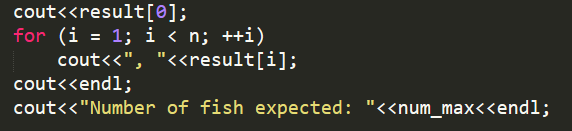 cout<<result[0];
for (i = 1; i < n; ++i)
    cout<<", "<<result[i];
cout<<endl;
cout<<"Number of fish expected: "<<num_max<<endl;